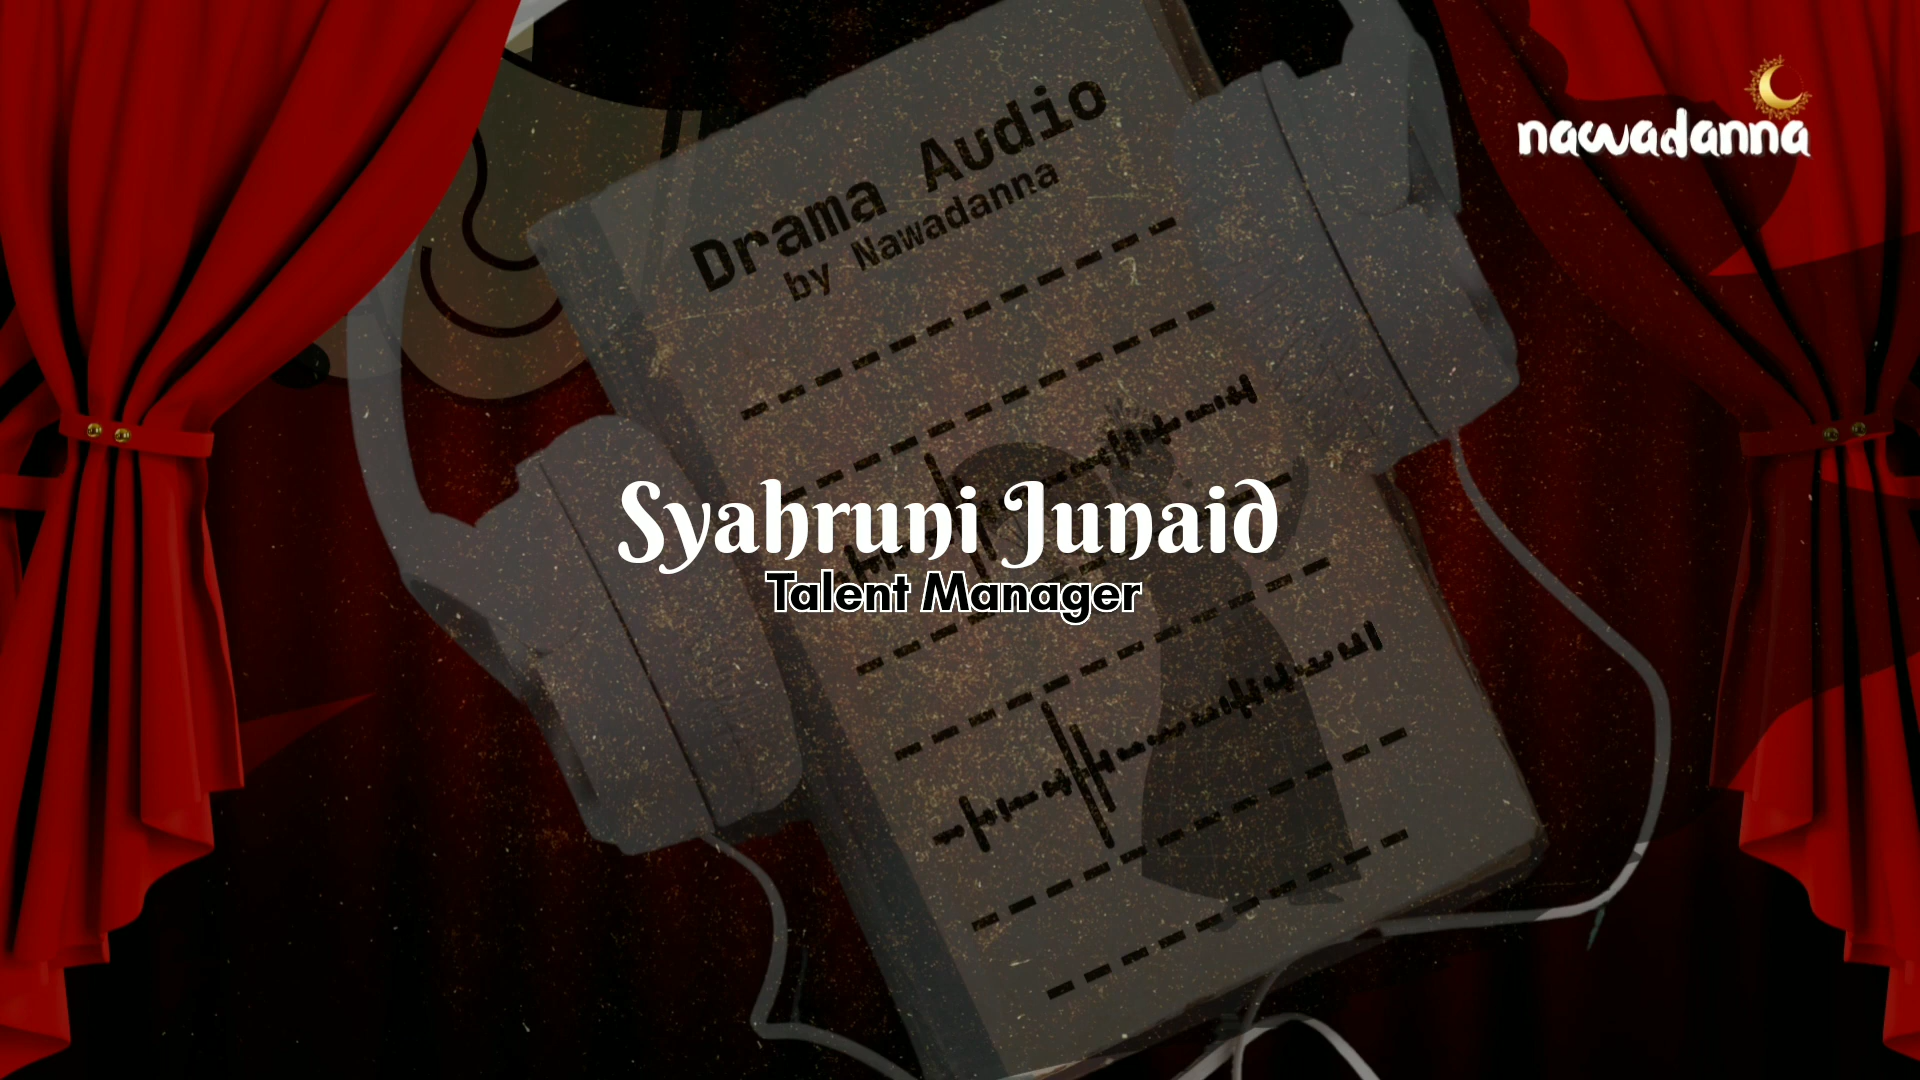 nawadanna
Drama Audio
by Nawadanna
Syahruni Junaid
Talent Manager